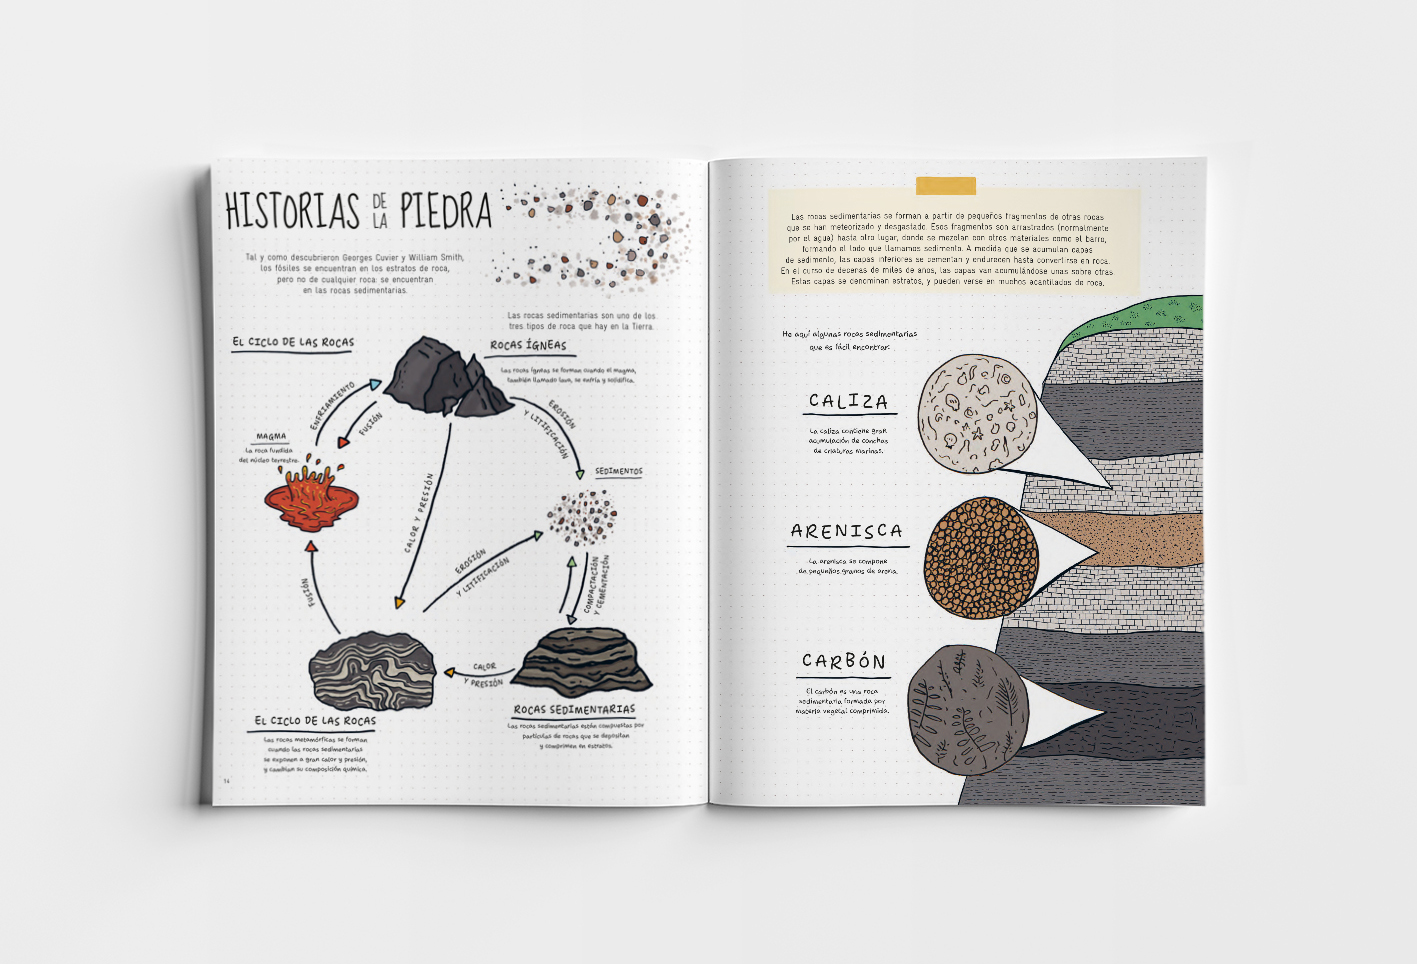 HISTORIAS DE LA PIEDRA
Tal y como descubrieron Georges Cuvier y William Smith,
los fósiles se encuentran en los estratos de roca,
pero no de cualquier roca: se encuentran
en las rocas sedimentarias.
Las rocas sedimentarias son uno de los
tres tipos de roca que hay en la Tierra.
EL CICLO DE LAS ROCAS
ROCAS ÍGNEAS
Las rocas ígneas se forman cuando el magma,
también llamado lava, se enfría y solidifica.
ENFRIAMIENTO
FUSIÓN
EROSIÓN
Y LITIFICACIÓN
MAGMA
La roca fundida
del núcleo terrestre.
SEDIMENTOS
CALOR Y PRESIÓN
EROSIÓN
Y LITIFICACIÓN
COMPACTACIÓN
Y CEMENTACIÓN
FUSIÓN
CALOR
Y PRESIÓN
EL CICLO DE LAS ROCAS
Las rocas metamórficas se forman
cuando las rocas sedimentarias
se exponen a gran calor y presión,
y cambian su composición química.
ROCAS SEDIMENTARIAS
Las rocas sedimentarias están compuestas por
partículas de rocas que se depositan
y comprimen en estratos.
14
Las rocas sedimentarias se forman a partir de pequeños fragmentos de otras rocas
que se han meteorizado y desgastado. Esos fragmentos son arrastrados (normalmente
por el agua) hasta otro lugar, donde se mezclan con otros materiales como el barro,
formando el lodo que llamamos sedimento. A medida que se acumulan capas
de sedimento, las capas inferiores se cementan y endurecen hasta convertirse en roca.
En el curso de decenas de miles de años, las capas van acumulándose unas sobre otras.
Estas capas se denominan estratos, y pueden verse en muchos acantilados de roca.
He aquí algunas rocas sedimentarias
que es fácil encontrar:
CALIZA
La caliza contiene gran
acumulación de conchas
de criaturas marinas.
ARENISCA
La arenisca se compone
de pequeños granos de arena.
CARBÓN
El carbón es una roca
sedimentaria formada por
materia vegetal comprimida.